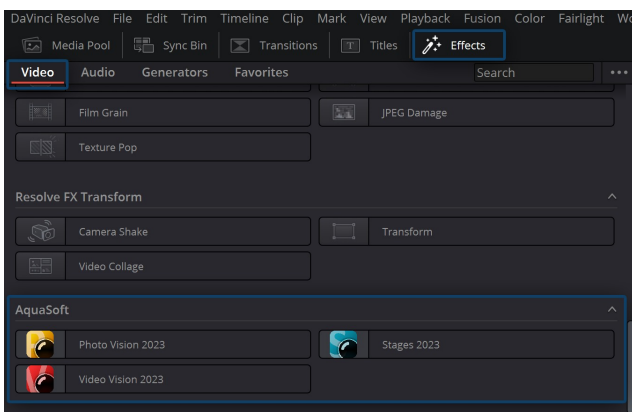 DaVinci Resolve File Edit Trim Timeline Clip Mark View Playback Fusion Color Fairlight
Media Pool Sync Bin Transitions T Titles Effects
Video Audio Generators Favorites Search
Film Grain JPEG Damage
Texture Pop
Resolve FX Transform
Camera Shake Transform
Video Collage
AquaSoft
Photo Vision 2023 Stages 2023
Video Vision 2023